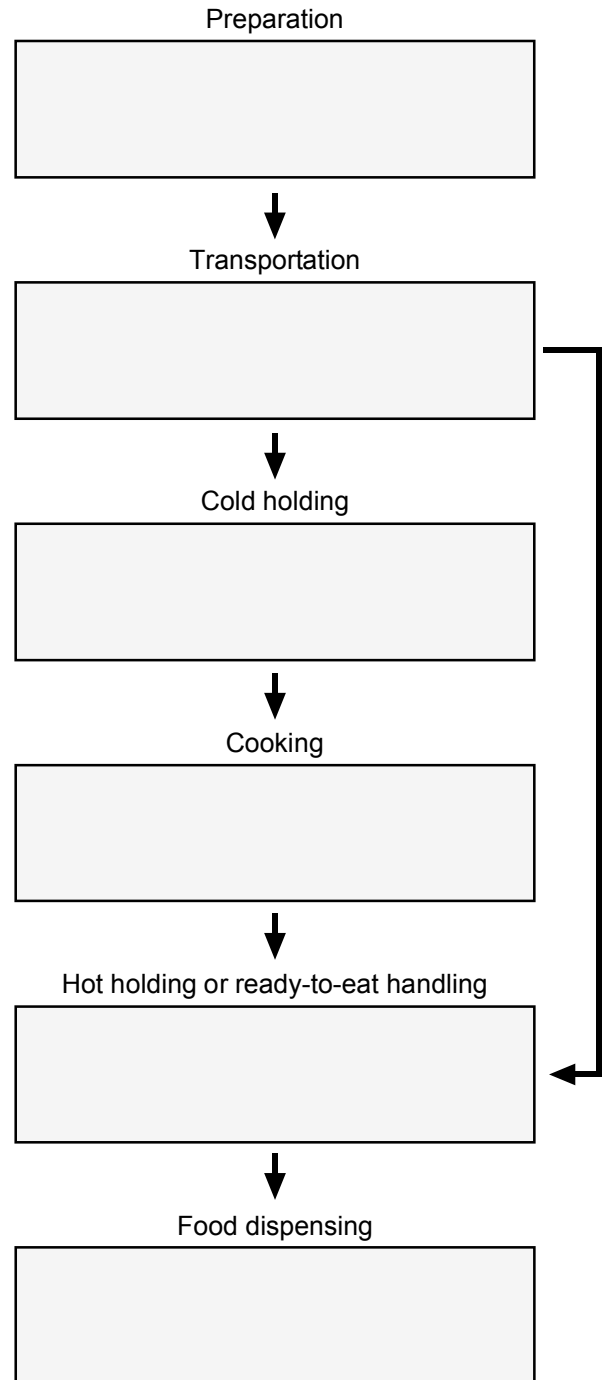 Preparation
Transportation
Cold holding
Cooking
Hot holding or ready-to-eat handling
Food dispensing